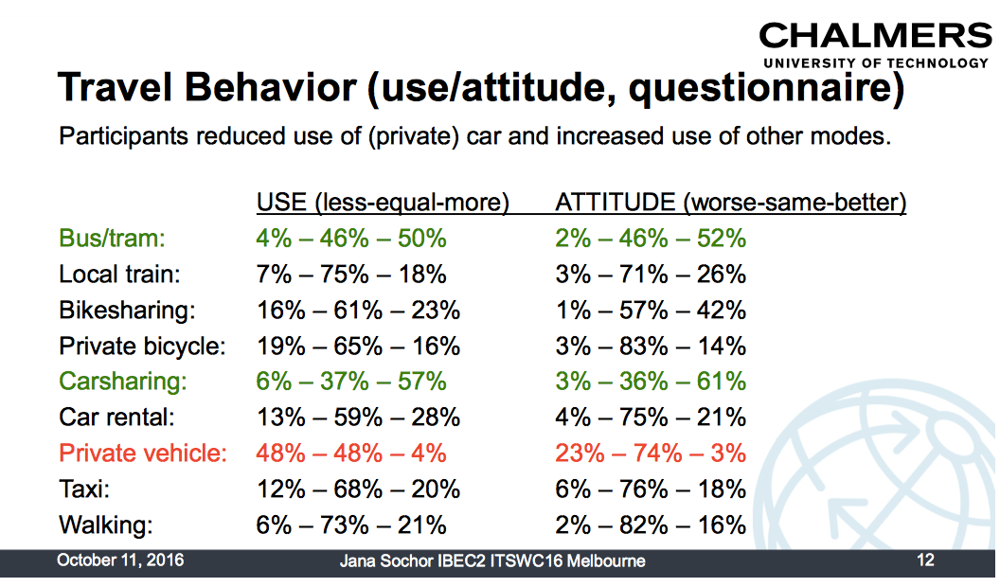 CHALMERS
UNIVERSITY OF TECHNOLOGY
Travel Behavior (use/attitude, questionnaire)
Participants reduced use of (private) car and increased use of other modes.
USE (less-equal-more) ATTITUDE (worse-same-better)
Bus/tram: 4% – 46% – 50% 2% – 46% – 52%
Local train: 7% – 75% – 18% 3% – 71% – 26%
Bikesharing: 16% – 61% – 23% 1% – 57% – 42%
Private bicycle: 19% – 65% – 16% 3% – 83% – 14%
Carsharing: 6% – 37% – 57% 3% – 36% – 61%
Car rental: 13% – 59% – 28% 4% – 75% – 21%
Private vehicle: 48% – 48% – 4% 23% – 74% – 3%
Taxi: 12% – 68% – 20% 6% – 76% – 18%
Walking: 6% – 73% – 21% 2% – 82% – 16%
October 11, 2016 Jana Sochor IBEC2 ITSWC16 Melbourne 12